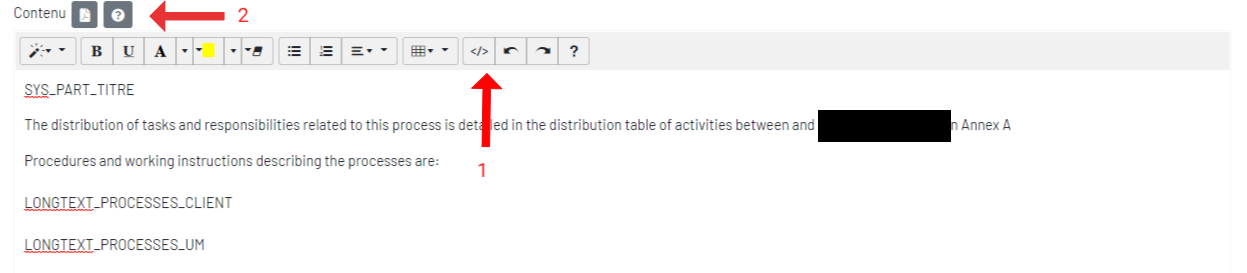 Contenu ? 2
B U A </> ?
SYS_PART_TITRE
The distribution of tasks and responsibilities related to this process is detailed in the distribution table of activities between and n Annex A
Procedures and working instructions describing the processes are:
1
LONGTEXT_PROCESSES_CLIENT
LONGTEXT_PROCESSES_UM